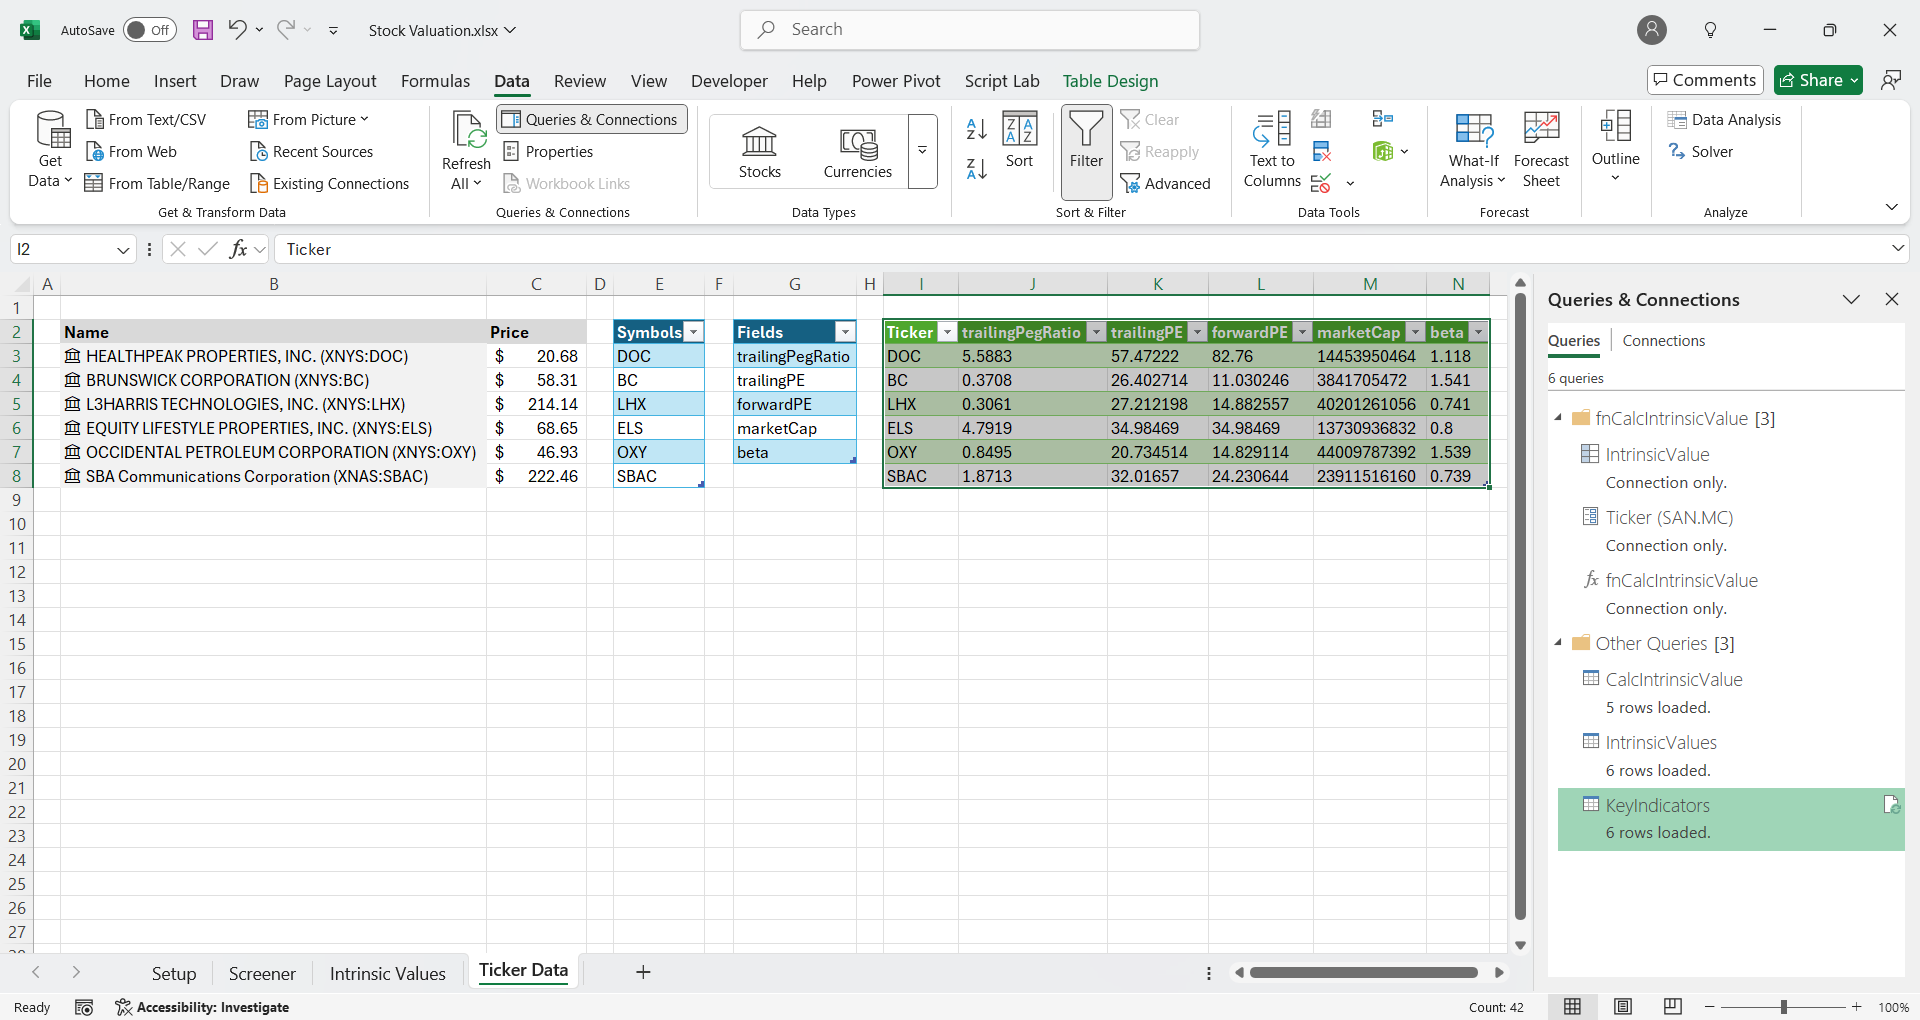 AutoSave Off Stock Valuation.xlsx Search
File Home Insert Draw Page Layout Formulas Data Review View Developer Help Power Pivot Script Lab Table Design Comments Share
Get Data
From Text/CSV
From Web
From Table/Range
From Picture
Recent Sources
Existing Connections
Get & Transform Data
Refresh All
Queries & Connections
Properties
Workbook Links
Queries & Connections
Stocks Currencies
Data Types
Sort
Filter
Clear
Reapply
Advanced
Sort & Filter
Text to Columns
Data Tools
What-If Analysis
Forecast Sheet
Forecast
Outline
Data Analysis
Solver
Analyze
I2 fx Ticker
A B C D E F G H I J K L M N
1
2 Name Price Symbols Fields Ticker trailingPegRatio trailingPE forwardPE marketCap beta
3 HEALTHPEAK PROPERTIES, INC. (XNYS:DOC) $ 20.68 DOC trailingPegRatio DOC 5.5883 57.47222 82.76 14453950464 1.118
4 BRUNSWICK CORPORATION (XNYS:BC) $ 58.31 BC trailingPE BC 0.3708 26.402714 11.030246 3841705472 1.541
5 L3HARRIS TECHNOLOGIES, INC. (XNYS:LHX) $ 214.14 LHX forwardPE LHX 0.3061 27.212198 14.882557 40201261056 0.741
6 EQUITY LIFESTYLE PROPERTIES, INC. (XNYS:ELS) $ 68.65 ELS marketCap ELS 4.7919 34.98469 34.98469 13730936832 0.8
7 OCCIDENTAL PETROLEUM CORPORATION (XNYS:OXY) $ 46.93 OXY beta OXY 0.8495 20.734514 14.829114 44009787392 1.539
8 SBA Communications Corporation (XNAS:SBAC) $ 222.46 SBAC SBAC 1.8713 32.01657 24.230644 23911516160 0.739
9
10
11
12
13
14
15
16
17
18
19
20
21
22
23
24
25
26
27
Queries & Connections
Queries Connections
6 queries
fnCalcIntrinsicValue [3]
IntrinsicValue
Connection only.
Ticker (SAN.MC)
Connection only.
fx fnCalcIntrinsicValue
Connection only.
Other Queries [3]
CalcIntrinsicValue
5 rows loaded.
IntrinsicValues
6 rows loaded.
KeyIndicators
6 rows loaded.
Setup Screener Intrinsic Values Ticker Data
Ready Accessibility: Investigate Count: 42 100%